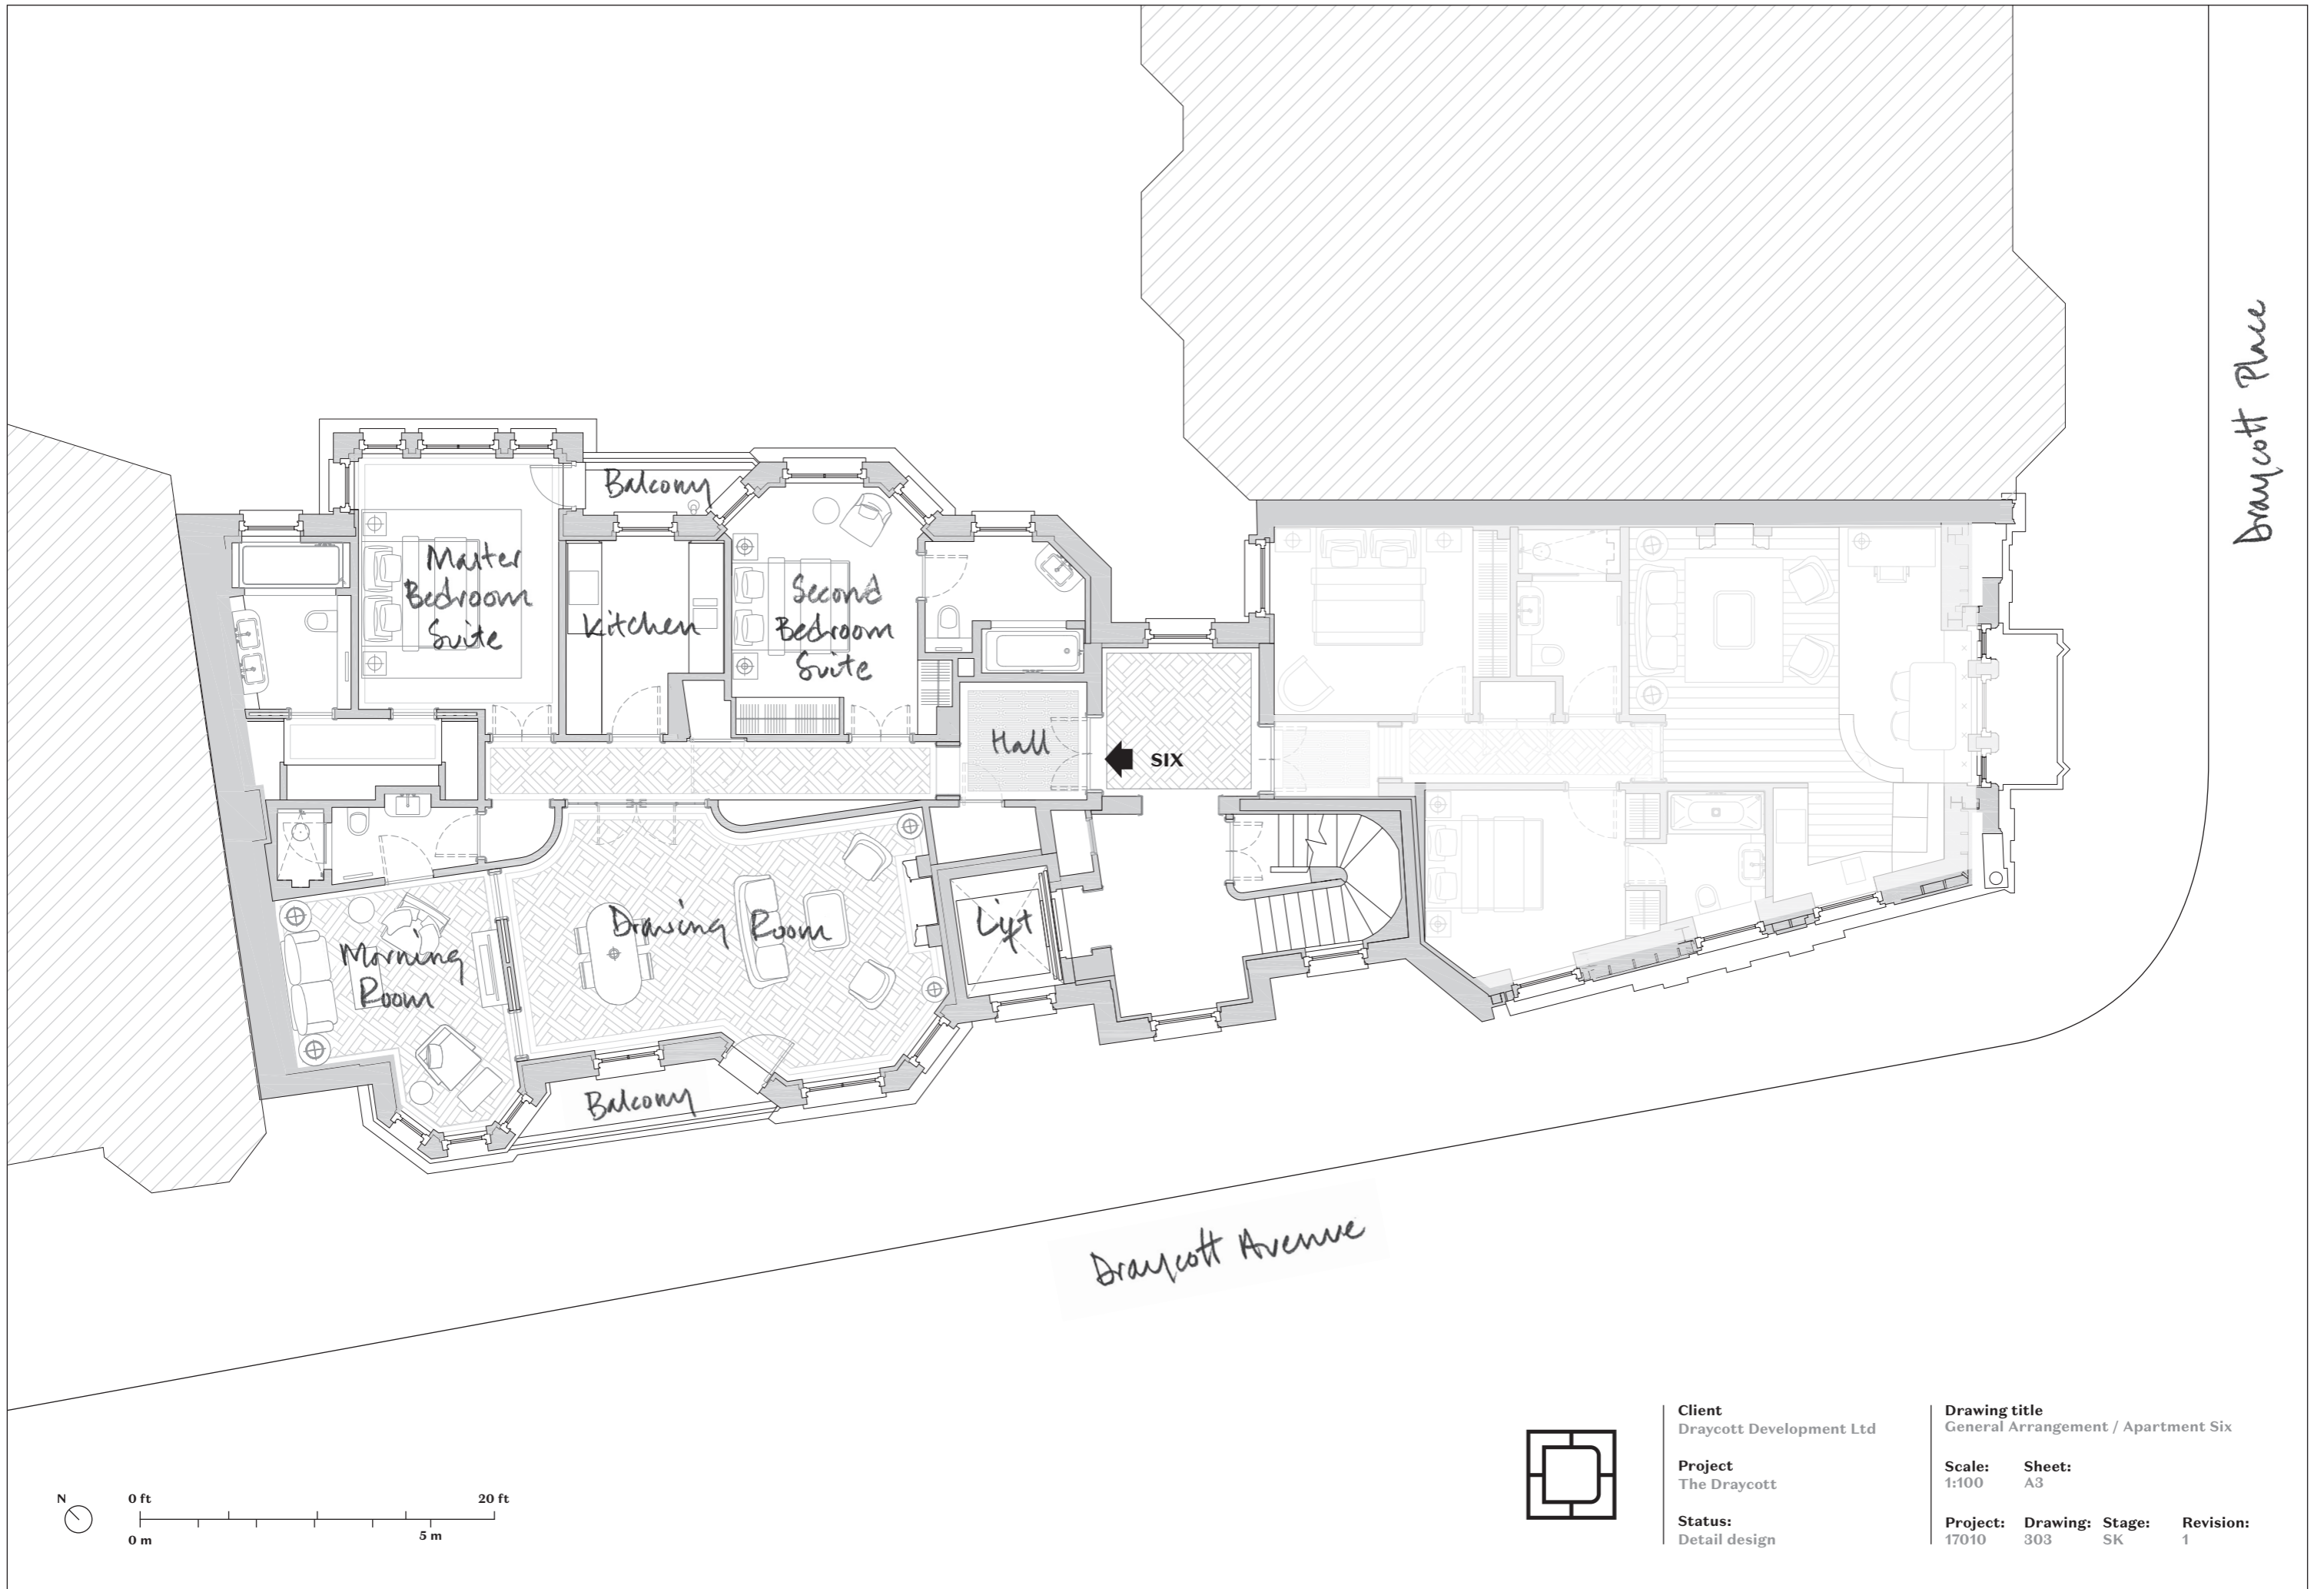 Draycott Place
Balcony
Master
Bedroom
Suite
Kitchen
Second
Bedroom
Suite
Hall
SIX
Drawing Room
Lift
Morning
Room
Balcony
Draycott Avenue
N
0 ft
20 ft
0 m
5 m
Client
Draycott Development Ltd
Project
The Draycott
Status:
Detail design
Drawing title
General Arrangement / Apartment Six
Scale: Sheet:
1:100 A3
Project: Drawing: Stage: Revision:
17010 303 SK 1